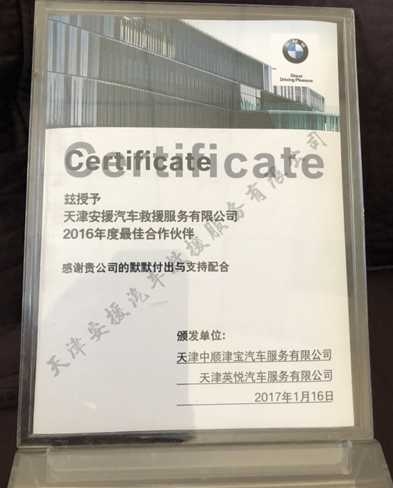 BMW
Sheer
Driving Pleasure
Certificate
Certificate
兹授予
天津安援汽车救援服务有限公司
2016年度最佳合作伙伴
感谢贵公司的默默付出与支持配合
颁发单位:
天津中顺津宝汽车服务有限公司
天津英悦汽车服务有限公司
2017年1月16日
天津安援汽车救援服务有限公司